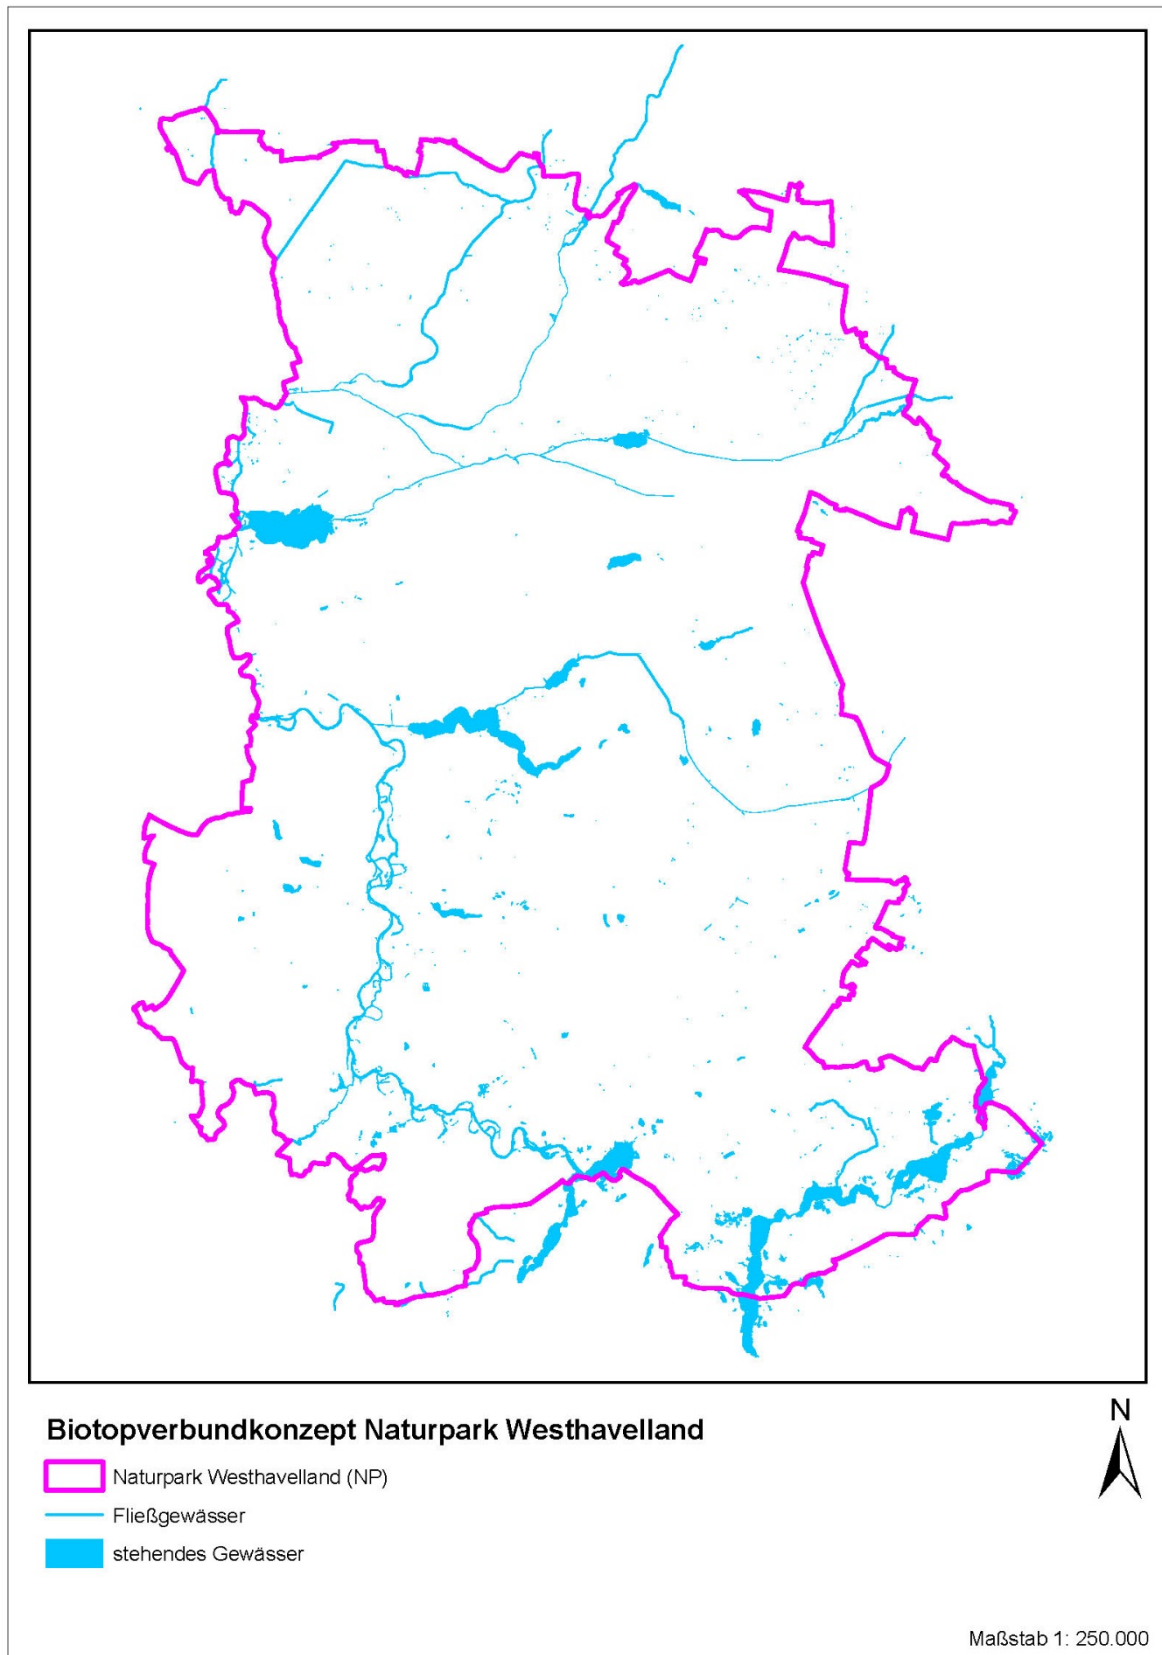 Biotopverbundkonzept Naturpark Westhavelland
N
Naturpark Westhavelland (NP)
Fließgewässer
stehendes Gewässer
Maßstab 1: 250.000